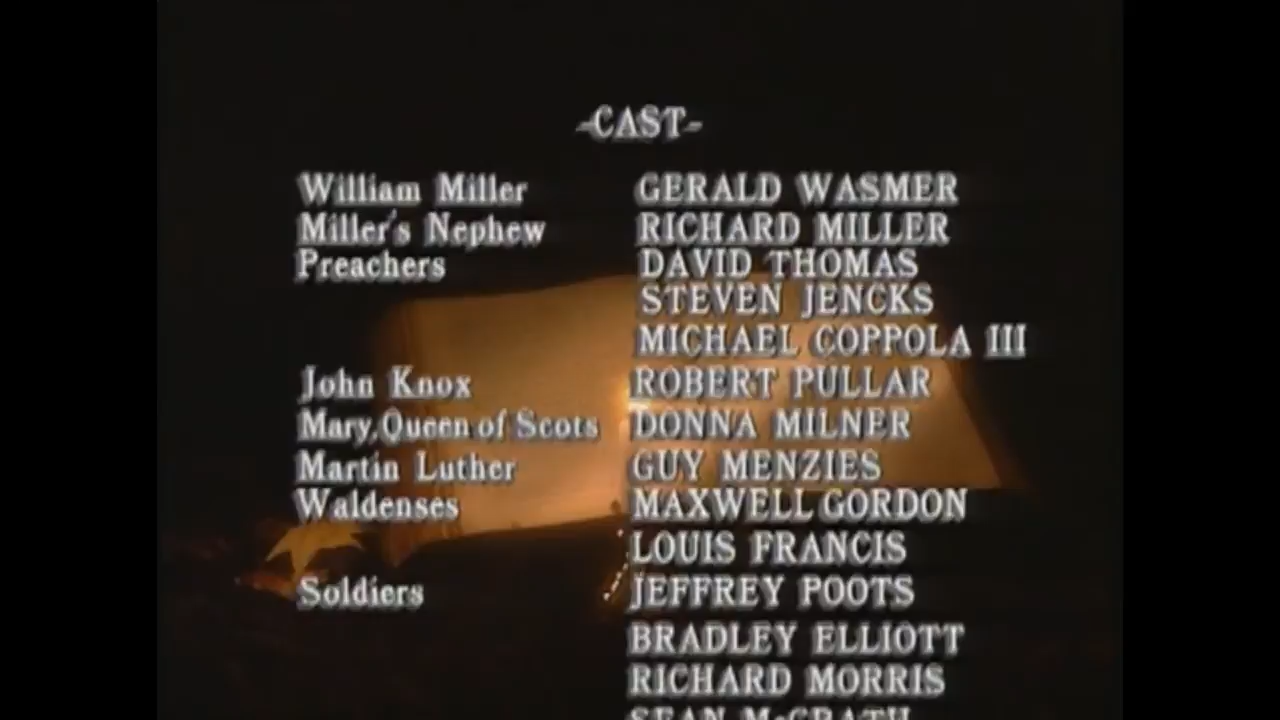 -CAST-
William Miller GERALD WASMER
Miller's Nephew RICHARD MILLER
Preachers DAVID THOMAS
STEVEN JENCKS
MICHAEL COPPOLA III
John Knox ROBERT PULLAR
Mary, Queen of Scots DONNA MILNER
Martin Luther GUY MENZIES
Waldenses MAXWELL GORDON
LOUIS FRANCIS
Soldiers JEFFREY POOTS
BRADLEY ELLIOTT
RICHARD MORRIS
SEAN McGRATH